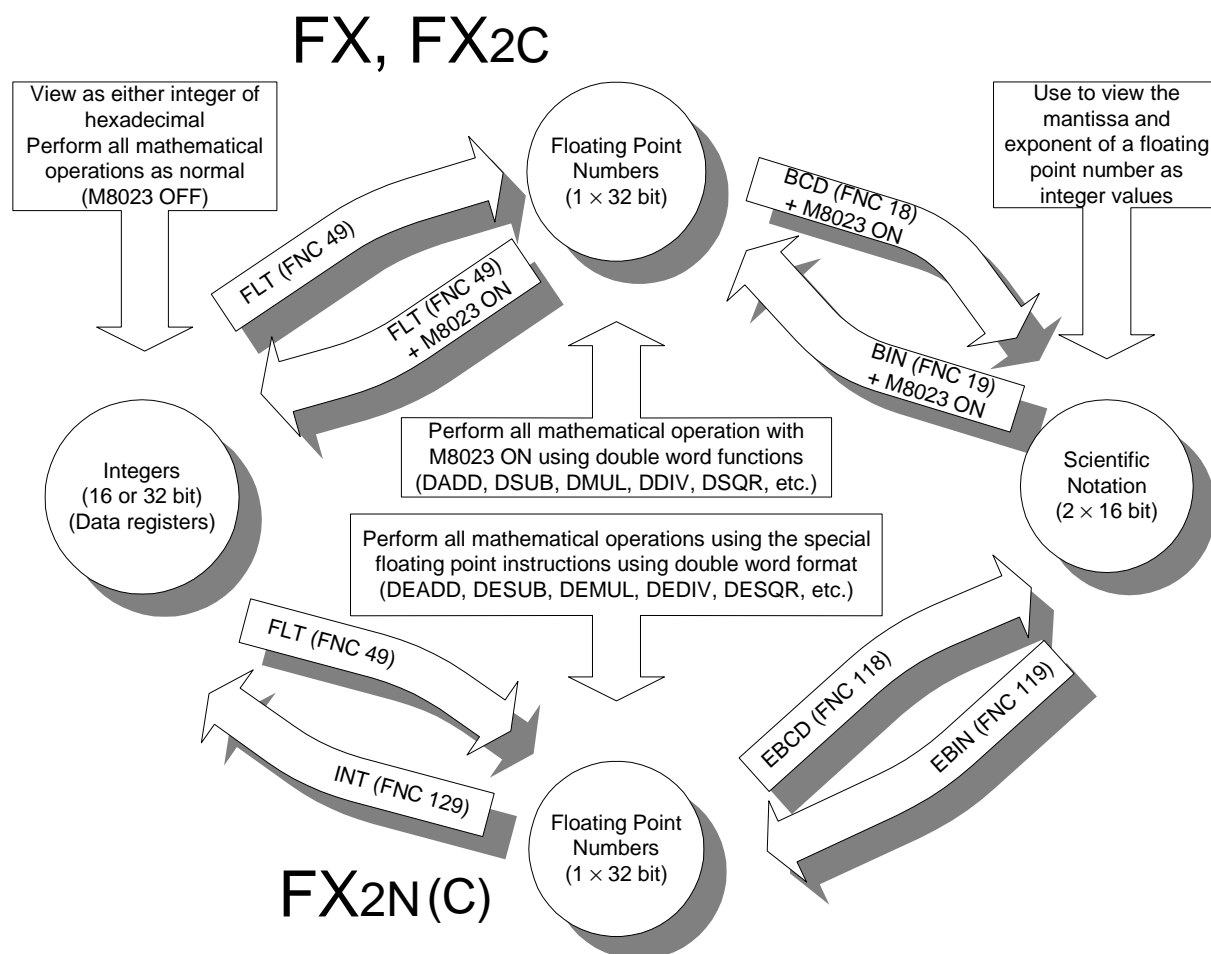 FX, FX2C
View as either integer of
hexadecimal
Perform all mathematical
operations as normal
(M8023 OFF)
Floating Point
Numbers
(1 × 32 bit)
Use to view the
mantissa and
exponent of a floating
point number as
integer values
FLT (FNC 49)
FLT (FNC 49)
+ M8023 ON
BCD (FNC 18)
+ M8023 ON
BIN (FNC 19)
+ M8023 ON
Integers
(16 or 32 bit)
(Data registers)
Perform all mathematical operation with
M8023 ON using double word functions
(DADD, DSUB, DMUL, DDIV, DSQR, etc.)
Scientific
Notation
(2 × 16 bit)
Perform all mathematical operations using the special
floating point instructions using double word format
(DEADD, DESUB, DEMUL, DEDIV, DESQR, etc.)
FLT (FNC 49)
INT (FNC 129)
EBCD (FNC 118)
EBIN (FNC 119)
Floating Point
Numbers
(1 × 32 bit)
FX2N (C)